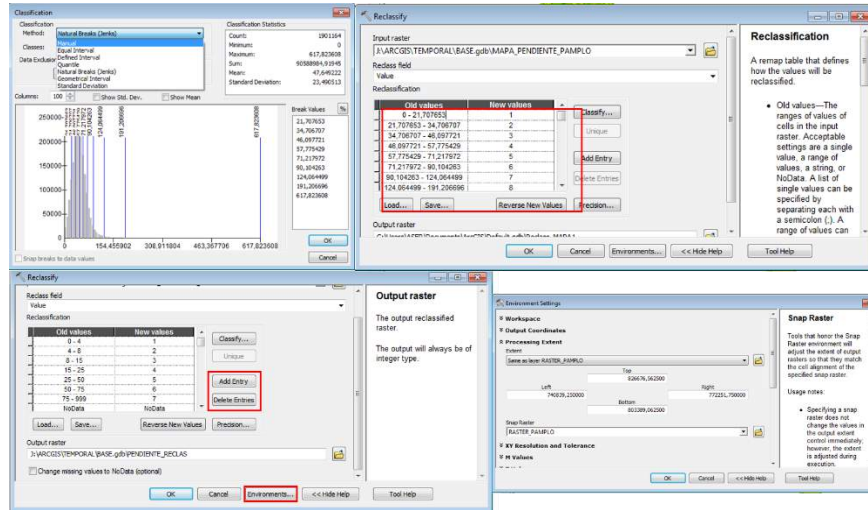 Classification
Classification
Method: Natural Breaks (Jenks)
Classes:
Manual
Equal Interval
Defined Interval
Quantile
Natural Breaks (Jenks)
Geometrical Interval
Standard Deviation
Data Exclusion
Classification Statistics
Count: 1901164
Minimum: 0
Maximum: 617,823608
Sum: 90588984,91945
Mean: 47,649222
Standard Deviation: 23,490513
Columns: 100
Show Std. Dev.
Show Mean
Break Values
%
21,707653
34,706707
46,097721
57,775429
71,217972
90,104263
124,064499
191,206696
617,823608
250000
200000
150000
100000
50000
0
0
154,455902
308,911804
463,367706
617,823608
90,104263
124,064499
191,206696
617,823608
Snap breaks to data values
OK
Cancel
Reclassify
Input raster
J:\ARCGIS\TEMPORAL\BASE.gdb\MAPA_PENDIENTE_PAMPLO
Reclass field
Value
Reclassification
Old values New values
0 - 21,707653 1
21,707653 - 34,706707 2
34,706707 - 46,097721 3
46,097721 - 57,775429 4
57,775429 - 71,217972 5
71,217972 - 90,104263 6
90,104263 - 124,064499 7
124,064499 - 191,206696 8
Classify...
Unique
Add Entry
Delete Entries
Load...
Save...
Reverse New Values
Precision...
Output raster
OK
Cancel
Environments...
<< Hide Help
Tool Help
Reclassification
A remap table that
defines how the
values will be
reclassified.
• Old values—The
ranges of values of
cells in the input
raster. Acceptable
settings are a single
value, a range of
values, a string, or
NoData. A list of
single values can be
specified by
separating each with
a semicolon (;). A
range of values can
Reclassify
Reclass field
Value
Reclassification
Old values New values
0 - 4 1
4 - 8 2
8 - 15 3
15 - 25 4
25 - 50 5
50 - 75 6
75 - 999 7
NoData NoData
Classify...
Unique
Add Entry
Delete Entries
Load...
Save...
Reverse New Values
Precision...
Output raster
J:\ARCGIS\TEMPORAL\BASE.gdb\PENDIENTE_RECLAS
Change missing values to NoData (optional)
OK
Cancel
Environments...
<< Hide Help
Tool Help
Output raster
The output reclassified
raster.
The output will always be of
integer type.
Environment Settings
Workspace
Output Coordinates
Processing Extent
Extent
Same as layer RASTER_PAMPLO
Top
826676,562500
Left
740839,250000
Right
772251,750000
Bottom
803389,062500
Snap Raster
RASTER_PAMPLO
XY Resolution and Tolerance
M Values
OK
Cancel
<< Hide Help
Tool Help
Snap Raster
Tools that honor the Snap
Raster environment will
adjust the extent of output
rasters so that they match
the cell alignment of the
specified snap raster.
Usage notes:
• Specifying a snap
raster does not
change the values in
the output extent
control immediately;
however, the extent
is adjusted during
execution.